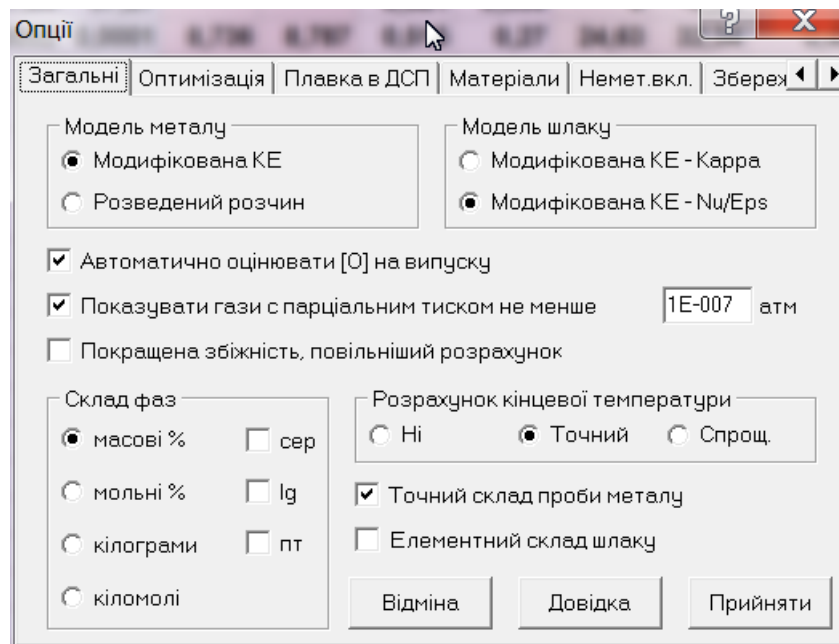 Опції
Загальні Оптимізація Плавка в ДСП Матеріали Немет.вкл. Збереж
Модель металу Модель шлаку
Модифікована КЕ Модифікована КЕ - Kappa
Розведений розчин Модифікована КЕ - Nu/Eps
Автоматично оцінювати [О] на випуску
Показувати гази с парціальним тиском не менше 1E-007 атм
Покращена збіжність, повільніший розрахунок
Склад фаз Розрахунок кінцевої температури
масові % сер Ні Точний Спрощ.
мольні % lg Точний склад проби металу
кілограми пт Елементний склад шлаку
кіломолі Відміна Довідка Прийняти